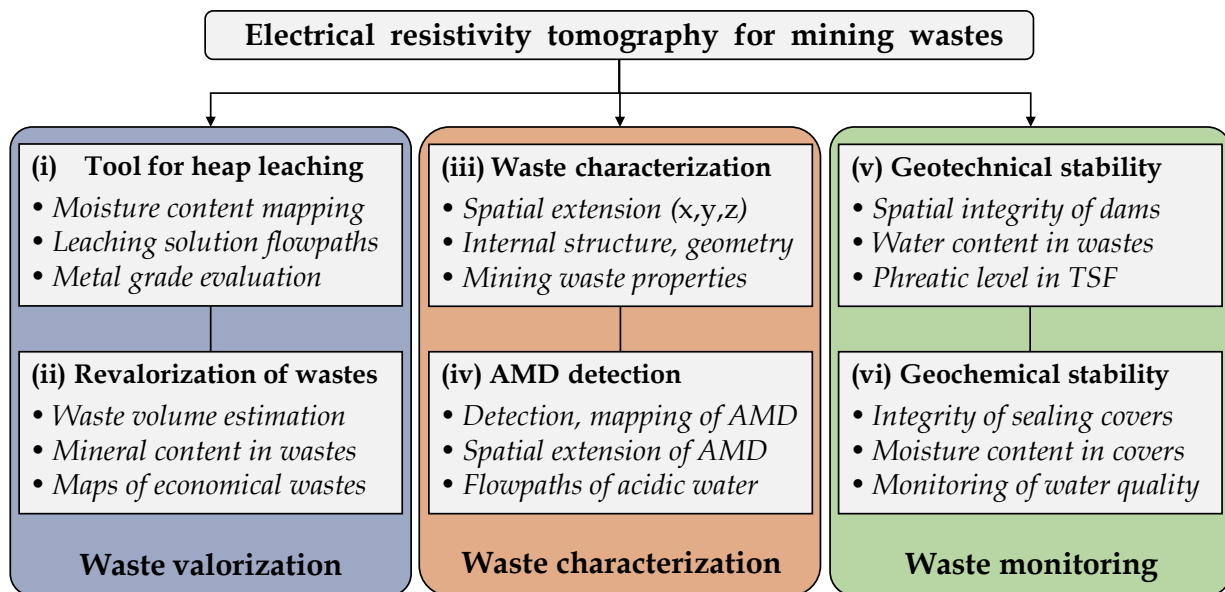 Electrical resistivity tomography for mining wastes
(i) Tool for heap leaching
• Moisture content mapping
• Leaching solution flowpaths
• Metal grade evaluation
(ii) Revalorization of wastes
• Waste volume estimation
• Mineral content in wastes
• Maps of economical wastes
Waste valorization
(iii) Waste characterization
• Spatial extension (x,y,z)
• Internal structure, geometry
• Mining waste properties
(iv) AMD detection
• Detection, mapping of AMD
• Spatial extension of AMD
• Flowpaths of acidic water
Waste characterization
(v) Geotechnical stability
• Spatial integrity of dams
• Water content in wastes
• Phreatic level in TSF
(vi) Geochemical stability
• Integrity of sealing covers
• Moisture content in covers
• Monitoring of water quality
Waste monitoring